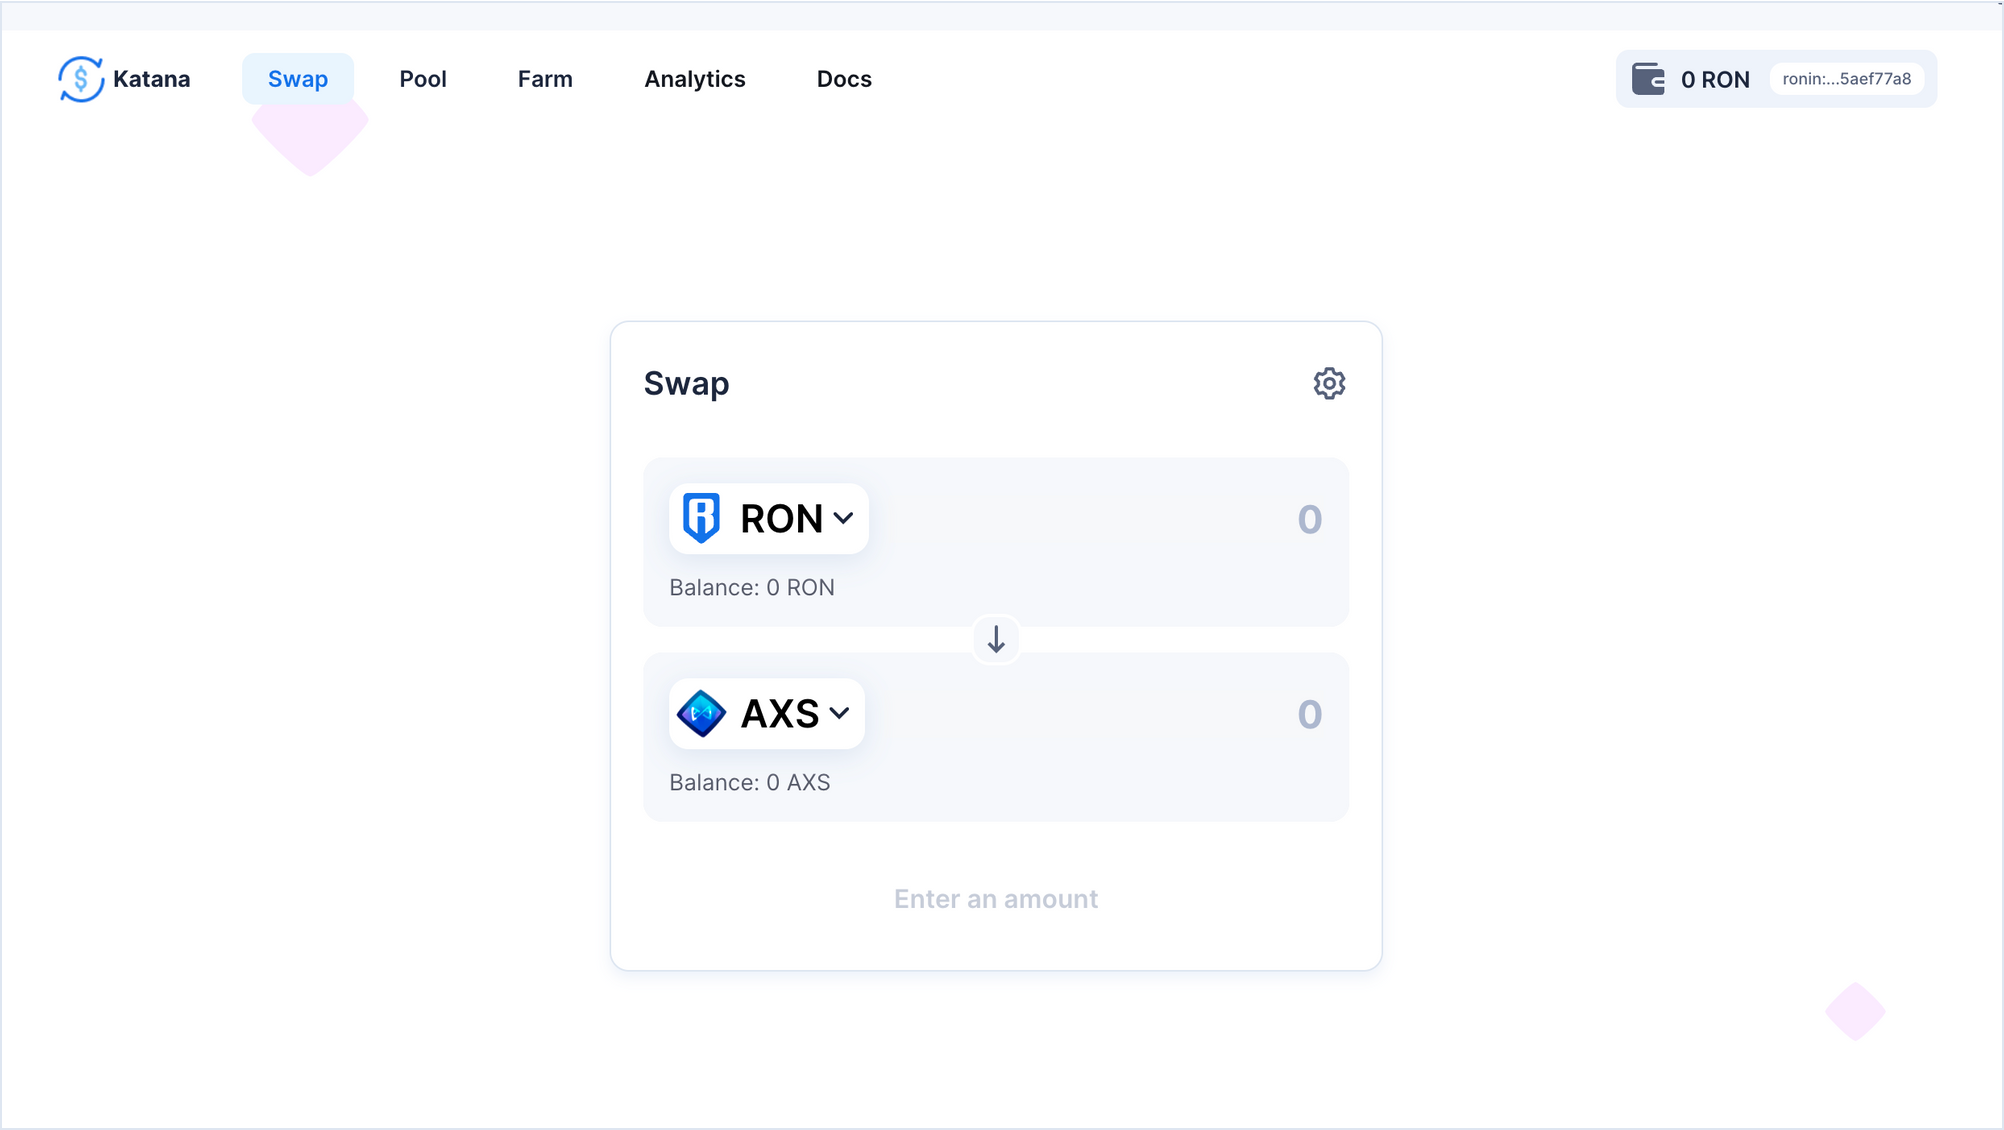 Katana
Swap
Pool
Farm
Analytics
Docs
0 RON
ronin:...5aef77a8
Swap
RON
0
Balance: 0 RON
AXS
0
Balance: 0 AXS
Enter an amount